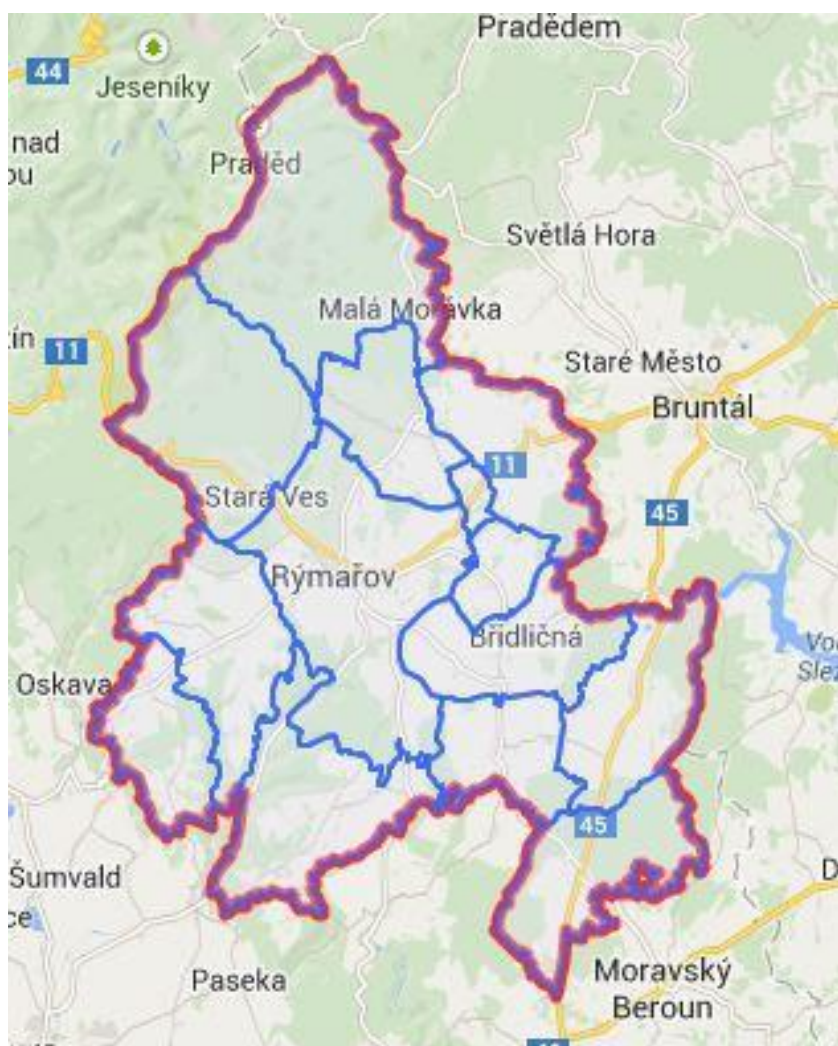 Pradědem
44
Jeseníky
nad
ou
Praděd
Světlá Hora
Malá Morávka
ín
11
Staré Město
Bruntál
11
Stará Ves
45
Rýmařov
Břidličná
Oskava
Slez
45
Šumvald
ce
D
Paseka
Moravský
Beroun